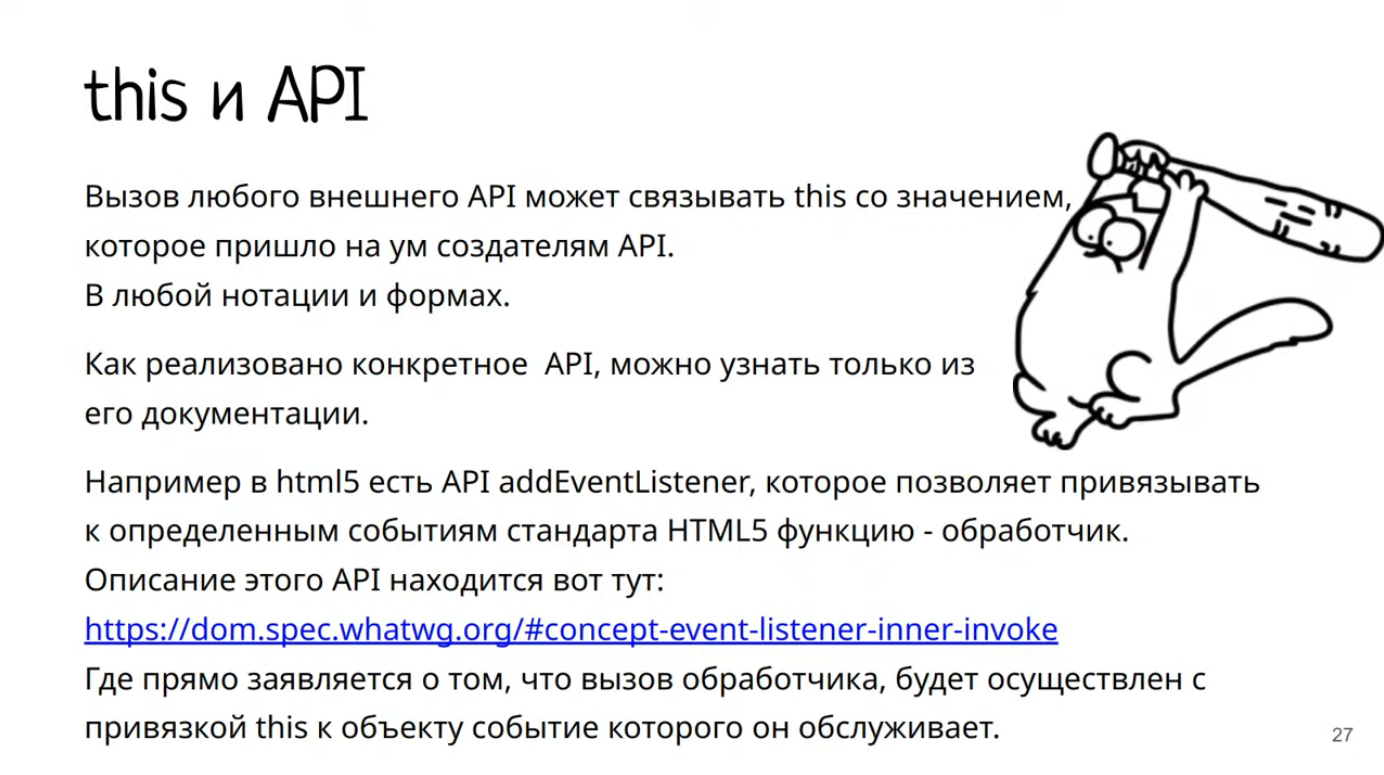 this и API
Вызов любого внешнего API может связывать this со значением,
которое пришло на ум создателям API.
В любой нотации и формах.
Как реализовано конкретное  API, можно узнать только из
его документации.
Например в html5 есть API addEventListener, которое позволяет привязывать
к определенным событиям стандарта HTML5 функцию - обработчик.
Описание этого API находится вот тут:
https://dom.spec.whatwg.org/#concept-event-listener-inner-invoke
Где прямо заявляется о том, что вызов обработчика, будет осуществлен с
привязкой this к объекту событие которого он обслуживает.
27